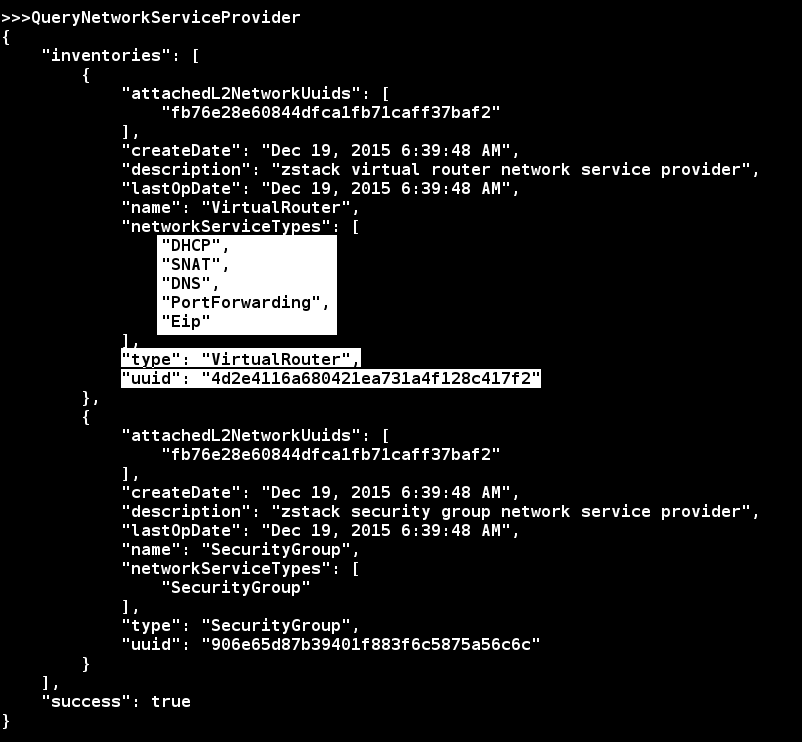 >>>QueryNetworkServiceProvider
{
    "inventories": [
        {
            "attachedL2NetworkUuids": [
                "fb76e28e60844dfca1fb71caff37baf2"
            ],
            "createDate": "Dec 19, 2015 6:39:48 AM",
            "description": "zstack virtual router network service provider",
            "lastOpDate": "Dec 19, 2015 6:39:48 AM",
            "name": "VirtualRouter",
            "networkServiceTypes": [
                "DHCP",
                "SNAT",
                "DNS",
                "PortForwarding",
                "Eip"
            ],
            "type": "VirtualRouter",
            "uuid": "4d2e4116a680421ea731a4f128c417f2"
        },
        {
            "attachedL2NetworkUuids": [
                "fb76e28e60844dfca1fb71caff37baf2"
            ],
            "createDate": "Dec 19, 2015 6:39:48 AM",
            "description": "zstack security group network service provider",
            "lastOpDate": "Dec 19, 2015 6:39:48 AM",
            "name": "SecurityGroup",
            "networkServiceTypes": [
                "SecurityGroup"
            ],
            "type": "SecurityGroup",
            "uuid": "906e65d87b39401f883f6c5875a56c6c"
        }
    ],
    "success": true
}